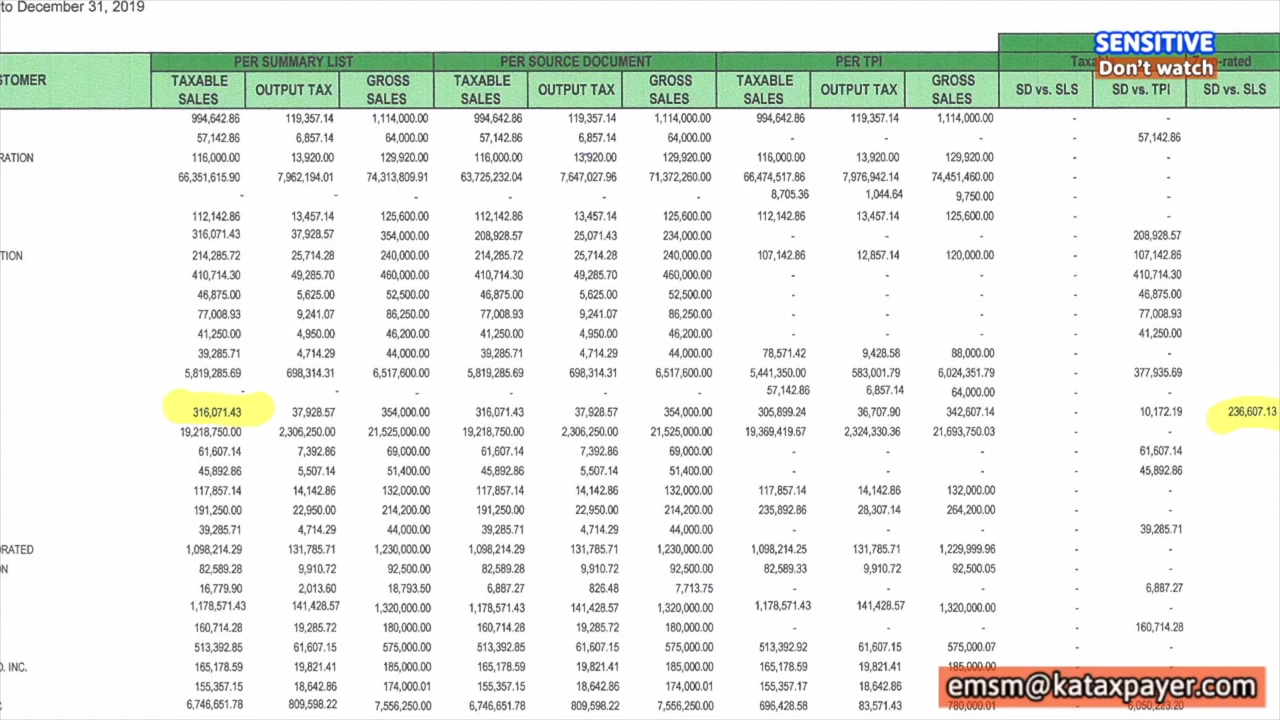 to December 31, 2019
SENSITIVE
Don't watch
PER SUMMARY LIST PER SOURCE DOCUMENT PER TPI -rated
STOMER TAXABLE SALES OUTPUT TAX GROSS SALES TAXABLE SALES OUTPUT TAX GROSS SALES TAXABLE SALES OUTPUT TAX GROSS SALES SD vs. SLS SD vs. TPI SD vs. SLS
994,642.86 119,357.14 1,114,000.00 994,642.86 119,357.14 1,114,000.00 994,642.86 119,357.14 1,114,000.00 - -
57,142.86 6,857.14 64,000.00 57,142.86 6,857.14 64,000.00 - - - - 57,142.86
RATION 116,000.00 13,920.00 129,920.00 116,000.00 13,920.00 129,920.00 116,000.00 13,920.00 129,920.00 - -
66,351,615.90 7,962,194.01 74,313,809.91 63,725,232.04 7,647,027.96 71,372,260.00 66,474,517.86 7,976,942.14 74,451,460.00 - -
- - - - - - 8,705.36 1,044.64 9,750.00 - -
112,142.86 13,457.14 125,600.00 112,142.86 13,457.14 125,600.00 112,142.86 13,457.14 125,600.00 - -
316,071.43 37,928.57 354,000.00 208,928.57 25,071.43 234,000.00 - - - - 208,928.57
TION 214,285.72 25,714.28 240,000.00 214,285.72 25,714.28 240,000.00 107,142.86 12,857.14 120,000.00 - 107,142.86
410,714.30 49,285.70 460,000.00 410,714.30 49,285.70 460,000.00 - - - - 410,714.30
46,875.00 5,625.00 52,500.00 46,875.00 5,625.00 52,500.00 - - - - 46,875.00
77,008.93 9,241.07 86,250.00 77,008.93 9,241.07 86,250.00 - - - - 77,008.93
41,250.00 4,950.00 46,200.00 41,250.00 4,950.00 46,200.00 - - - - 41,250.00
39,285.71 4,714.29 44,000.00 39,285.71 4,714.29 44,000.00 78,571.42 9,428.58 88,000.00 - -
5,819,285.69 698,314.31 6,517,600.00 5,819,285.69 698,314.31 6,517,600.00 5,441,350.00 583,001.79 6,024,351.79 - 377,935.69
- - - - - - 57,142.86 6,857.14 64,000.00 - -
316,071.43 37,928.57 354,000.00 316,071.43 37,928.57 354,000.00 305,899.24 36,707.90 342,607.14 - 10,172.19 236,607.13
19,218,750.00 2,306,250.00 21,525,000.00 19,218,750.00 2,306,250.00 21,525,000.00 19,369,419.67 2,324,330.36 21,693,750.03 - -
61,607.14 7,392.86 69,000.00 61,607.14 7,392.86 69,000.00 - - - - 61,607.14
45,892.86 5,507.14 51,400.00 45,892.86 5,507.14 51,400.00 - - - - 45,892.86
117,857.14 14,142.86 132,000.00 117,857.14 14,142.86 132,000.00 117,857.14 14,142.86 132,000.00 - -
191,250.00 22,950.00 214,200.00 191,250.00 22,950.00 214,200.00 235,892.86 28,307.14 264,200.00 - -
39,285.71 4,714.29 44,000.00 39,285.71 4,714.29 44,000.00 - - - - 39,285.71
ORATED 1,098,214.29 131,785.71 1,230,000.00 1,098,214.29 131,785.71 1,230,000.00 1,098,214.25 131,785.71 1,229,999.96 - -
ON 82,589.28 9,910.72 92,500.00 82,589.28 9,910.72 92,500.00 82,589.33 9,910.72 92,500.05 - -
16,779.90 2,013.60 18,793.50 6,887.27 826.48 7,713.75 - - - - 6,887.27
1,178,571.43 141,428.57 1,320,000.00 1,178,571.43 141,428.57 1,320,000.00 1,178,571.43 141,428.57 1,320,000.00 - -
160,714.28 19,285.72 180,000.00 160,714.28 19,285.72 180,000.00 - - - - 160,714.28
513,392.85 61,607.15 575,000.00 513,392.85 61,607.15 575,000.00 513,392.92 61,607.15 575,000.07 - -
O. INC. 165,178.59 19,821.41 185,000.00 165,178.59 19,821.41 185,000.00 165,178.59 19,821.41 185,000.00
155,357.15 18,642.86 174,000.01 155,357.15 18,642.86 174,000.01 155,357.17 18,642.86
6,746,651.78 809,598.22 7,556,250.00 6,746,651.78 809,598.22 7,556,250.00 696,428.58 83,571.43 780,000.01 6,050,223.20
emsm@kataxpayer.com